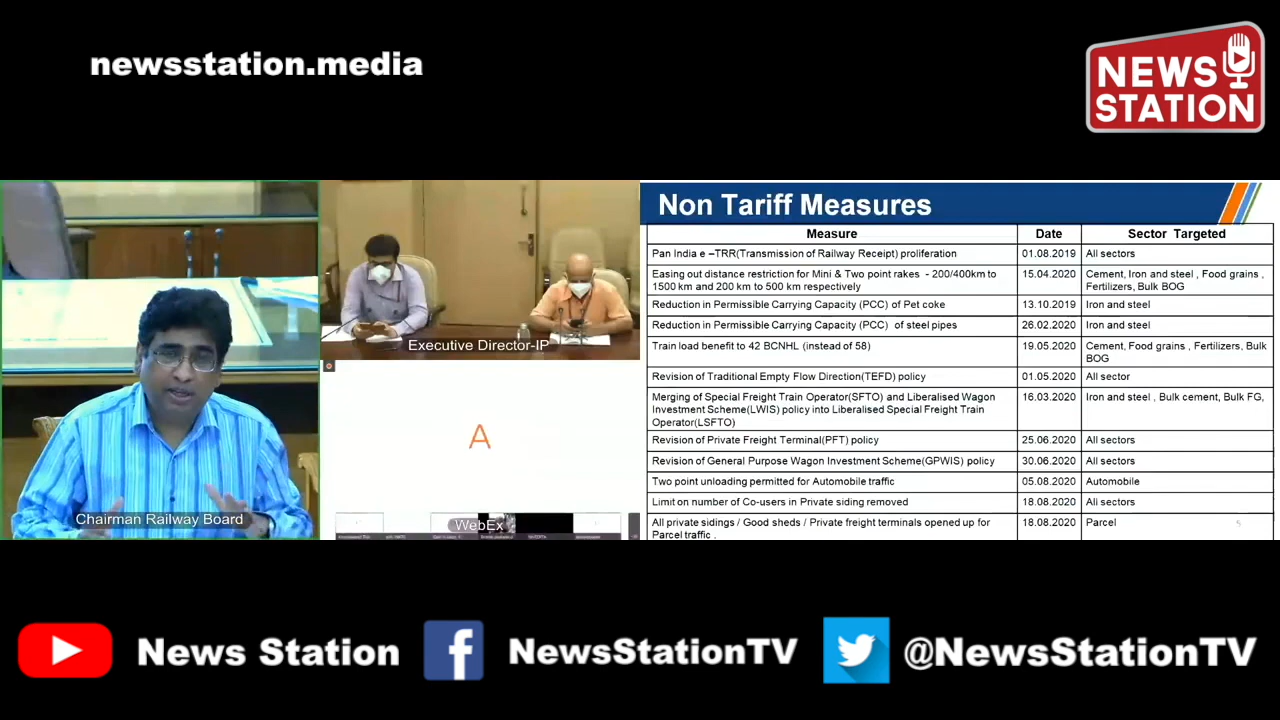 newsstation.media
NEWS
STATION
Chairman Railway Board
Executive Director-IP
A
WebEx
Non Tariff Measures
Measure Date Sector Targeted
Pan India e –TRR(Transmission of Railway Receipt) proliferation 01.08.2019 All sectors
Easing out distance restriction for Mini & Two point rakes - 200/400km to 15.04.2020 Cement, Iron and steel , Food grains ,
1500 km and 200 km to 500 km respectively Fertilizers, Bulk BOG
Reduction in Permissible Carrying Capacity (PCC) of Pet coke 13.10.2019 Iron and steel
Reduction in Permissible Carrying Capacity (PCC) of steel pipes 26.02.2020 Iron and steel
Train load benefit to 42 BCNHL (instead of 58) 19.05.2020 Cement, Food grains , Fertilizers, Bulk
BOG
Revision of Traditional Empty Flow Direction(TEFD) policy 01.05.2020 All sector
Merging of Special Freight Train Operator(SFTO) and Liberalised Wagon 16.03.2020 Iron and steel , Bulk cement, Bulk FG,
Investment Scheme(LWIS) policy into Liberalised Special Freight Train
Operator(LSFTO)
Revision of Private Freight Terminal(PFT) policy 25.06.2020 All sectors
Revision of General Purpose Wagon Investment Scheme(GPWIS) policy 30.06.2020 All sectors
Two point unloading permitted for Automobile traffic 05.08.2020 Automobile
Limit on number of Co-users in Private siding removed 18.08.2020 All sectors
All private sidings / Good sheds / Private freight terminals opened up for 18.08.2020 Parcel
Parcel traffic .
5
News Station
NewsStationTV
@NewsStationTV